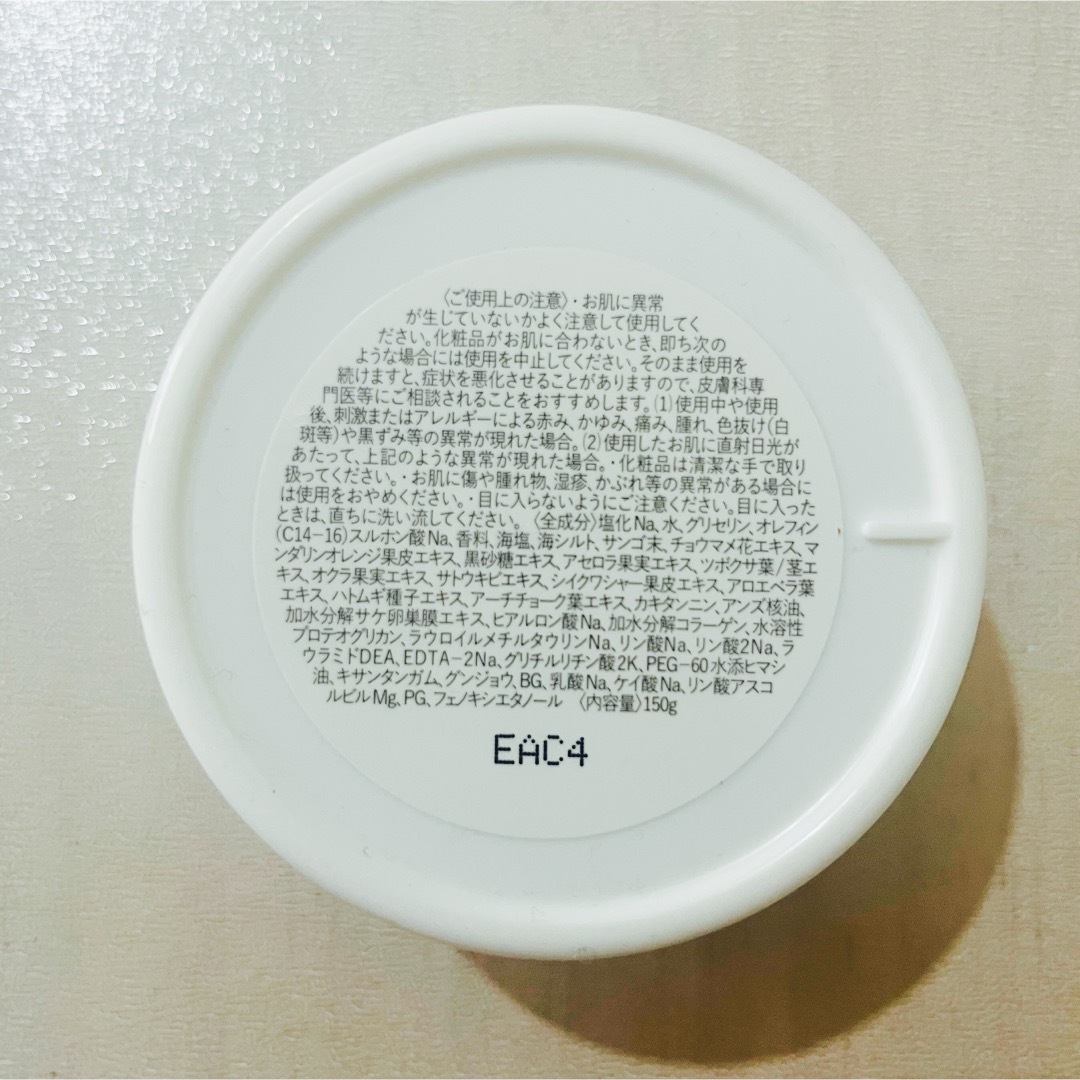 〈ご使用上の注意〉・お肌に異常
が生じていないかよく注意して使用してく
ださい。化粧品がお肌に合わないとき、即ち次の
ような場合には使用を中止してください。そのまま使用を
続けますと、症状を悪化させることがありますので、皮膚科専
門医等にご相談されることをおすすめします。(1)使用中や使用
後、刺激またはアレルギーによる赤み、かゆみ、痛み、腫れ、色抜け(白
斑等)や黒ずみ等の異常が現れた場合。(2)使用したお肌に直射日光が
あたって、上記のような異常が現れた場合。・化粧品は清潔な手で取り
扱ってください。・お肌に傷や腫れ物、湿疹、かぶれ等の異常がある場合に
は使用をおやめください。・目に入らないようにご注意ください。目に入った
ときは、直ちに洗い流してください。〈全成分〉塩化Na、水、グリセリン、オレフィン
(C14-16)スルホン酸Na、香料、海塩、海シルト、サンゴ末、チョウマメ花エキス、マ
ンダリンオレンジ果皮エキス、黒砂糖エキス、アセロラ果実エキス、ツボクサ葉/茎エ
キス、オクラ果実エキス、サトウキビエキス、シイクワシャー果皮エキス、アロエベラ葉
エキス、ハトムギ種子エキス、アーチチョーク葉エキス、カキタンニン、アンズ核油、
加水分解サケ卵巣膜エキス、ヒアルロン酸Na、加水分解コラーゲン、水溶性
プロテオグリカン、ラウロイルメチルタウリンNa、リン酸Na、リン酸2Na、ラ
ウラミドDEA、EDTA-2Na、グリチルリチン酸2K、PEG-60水添ヒマシ
油、キサンタンガム、グンジョウ、BG、乳酸Na、ケイ酸Na、リン酸アスコ
ルビルMg、PG、フェノキシエタノール 〈内容量〉150g
EAC4